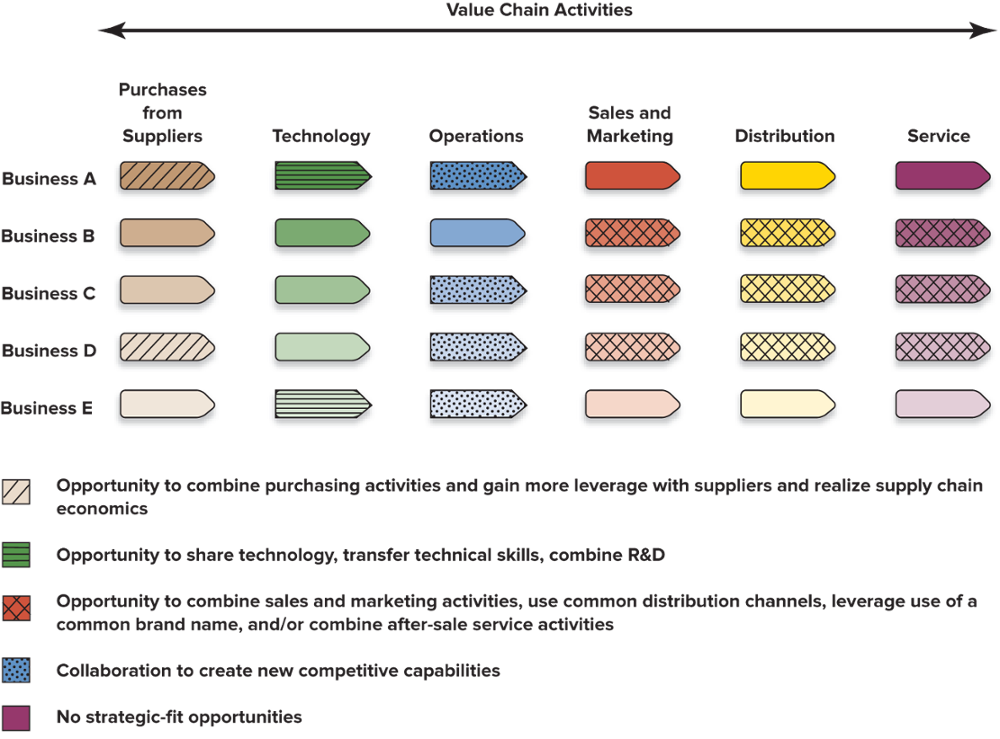 Value Chain Activities
Purchases
from
Suppliers
Technology
Operations
Sales and
Marketing
Distribution
Service
Business A
Business B
Business C
Business D
Business E
Opportunity to combine purchasing activities and gain more leverage with suppliers and realize supply chain
economics
Opportunity to share technology, transfer technical skills, combine R&D
Opportunity to combine sales and marketing activities, use common distribution channels, leverage use of a
common brand name, and/or combine after-sale service activities
Collaboration to create new competitive capabilities
No strategic-fit opportunities